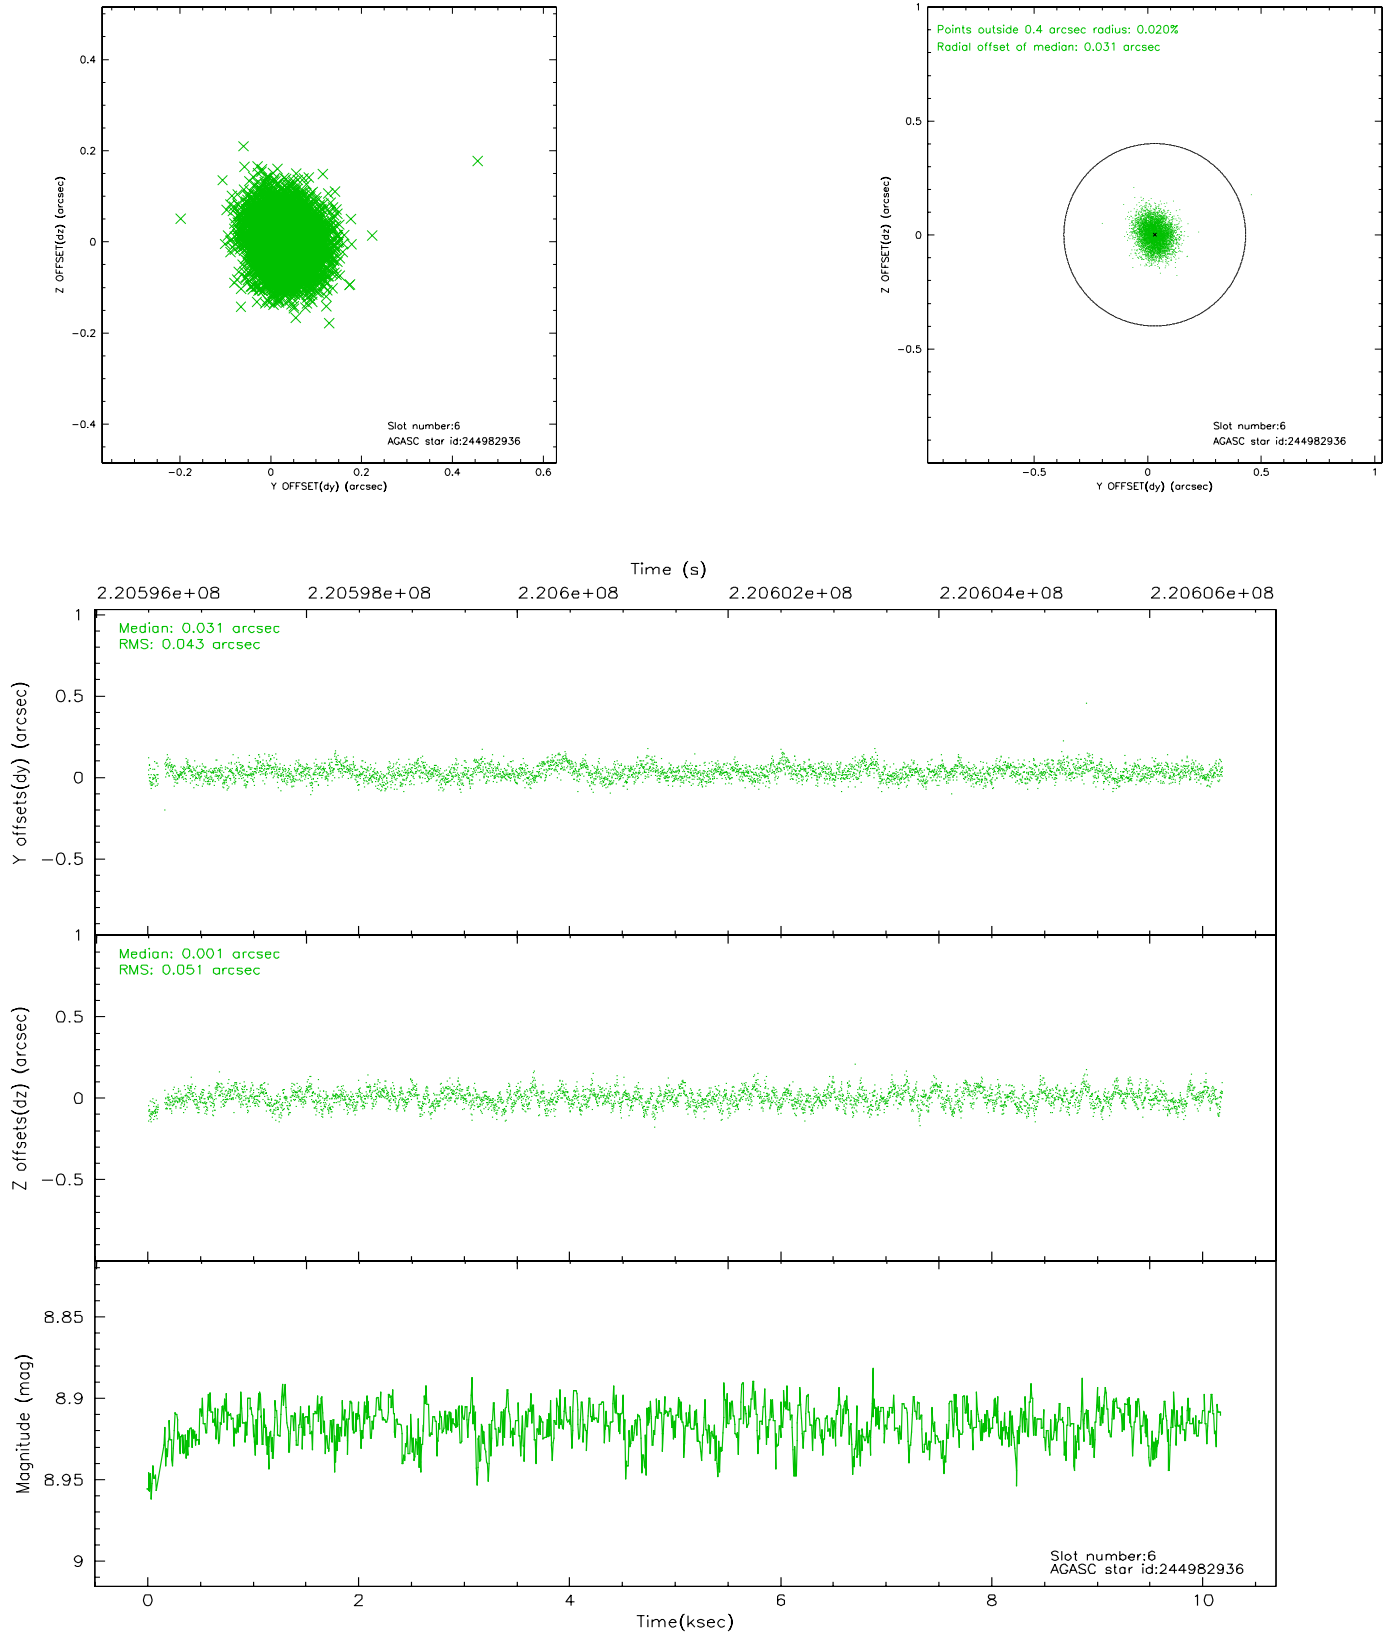 0.4
0.2
0
-0.2
-0.4
Z OFFSET(dz) (arcsec)
Slot number:6
AGASC star id:244982936
-0.2 0 0.2 0.4 0.6
Y OFFSET(dy) (arcsec)
Points outside 0.4 arcsec radius: 0.020%
Radial offset of median: 0.031 arcsec
1
0.5
0
-0.5
Z OFFSET(dz) (arcsec)
Slot number:6
AGASC star id:244982936
-0.5 0 0.5 1
Y OFFSET(dy) (arcsec)
Time (s)
2.20596e+08 2.20598e+08 2.206e+08 2.20602e+08 2.20604e+08 2.20606e+08
Median: 0.031 arcsec
RMS: 0.043 arcsec
1
0.5
0
-0.5
Y offsets(dy) (arcsec)
Median: 0.001 arcsec
RMS: 0.051 arcsec
1
0.5
0
-0.5
Z offsets(dz) (arcsec)
8.85
8.9
8.95
9
Magnitude (mag)
Slot number:6
AGASC star id:244982936
0 2 4 6 8 10
Time(ksec)